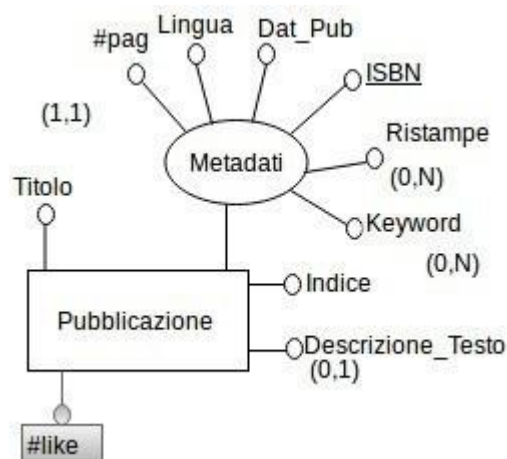 Lingua
Dat_Pub
#pag
ISBN
(1,1)
Ristampe
Metadati
(0,N)
Titolo
Keyword
(0,N)
Indice
Pubblicazione
Descrizione_Testo
(0,1)
#like